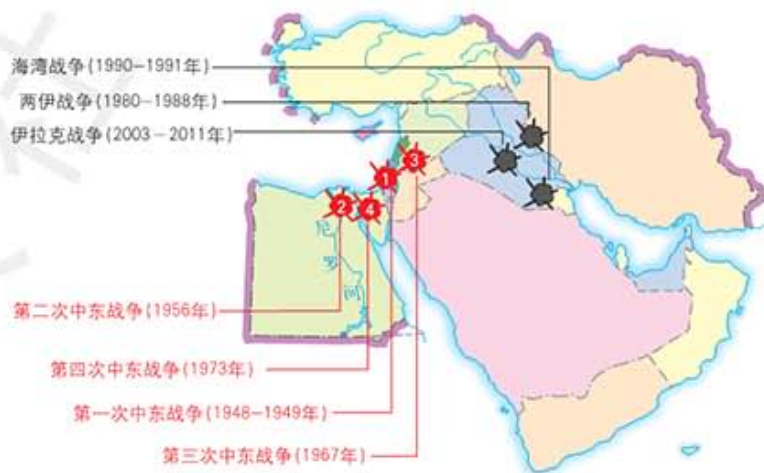 海湾战争(1990-1991年)
两伊战争(1980-1988年)
伊拉克战争(2003-2011年)
3
1
2
4
尼
罗
河
第二次中东战争(1956年)
第四次中东战争(1973年)
第一次中东战争(1948-1949年)
第三次中东战争(1967年)